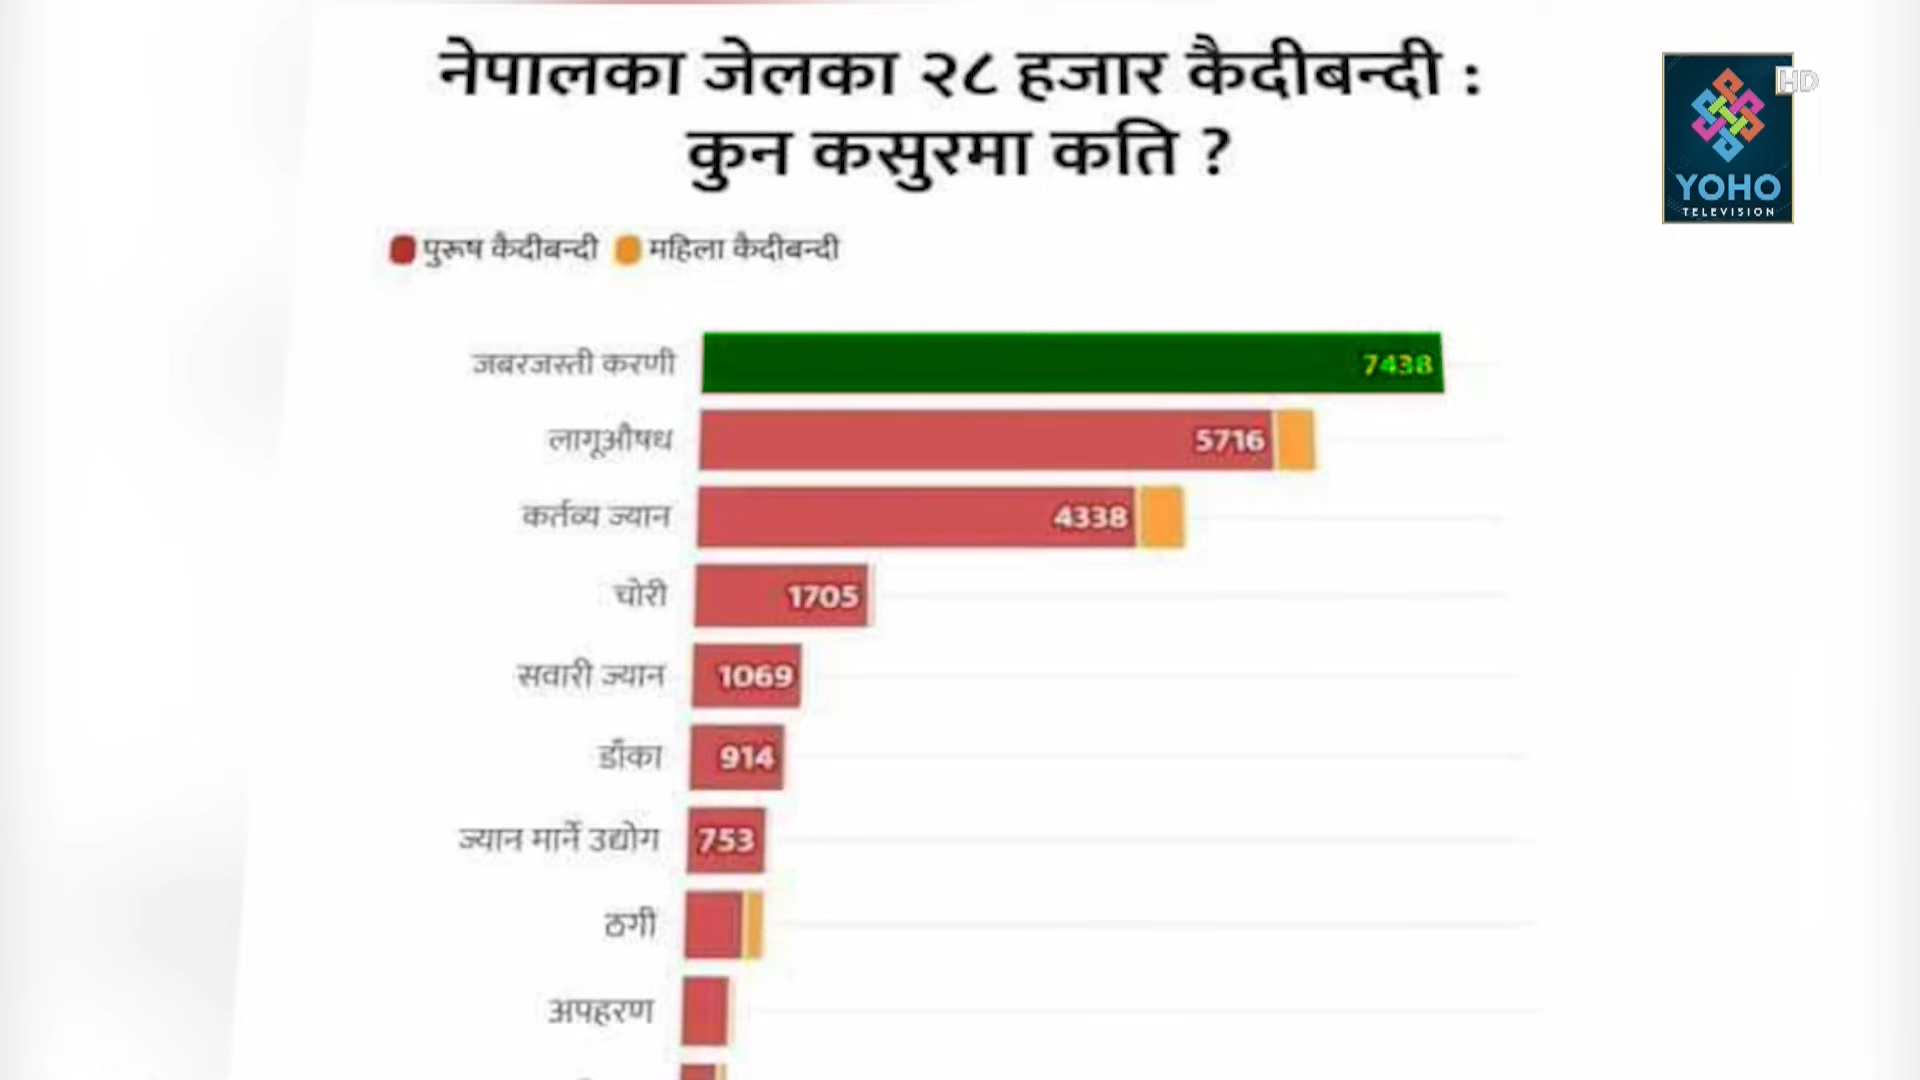 नेपालका जेलका २८ हजार कैदीबन्दी :
कुन कसुरमा कति ?
HD
YOHO
TELEVISION
पुरूष कैदीबन्दी महिला कैदीबन्दी
जबरजस्ती करणी 7438
लागूऔषध 5716
कर्तव्य ज्यान 4338
चोरी 1705
सवारी ज्यान 1069
डाँका 914
ज्यान मार्ने उद्योग 753
ठगी
अपहरण